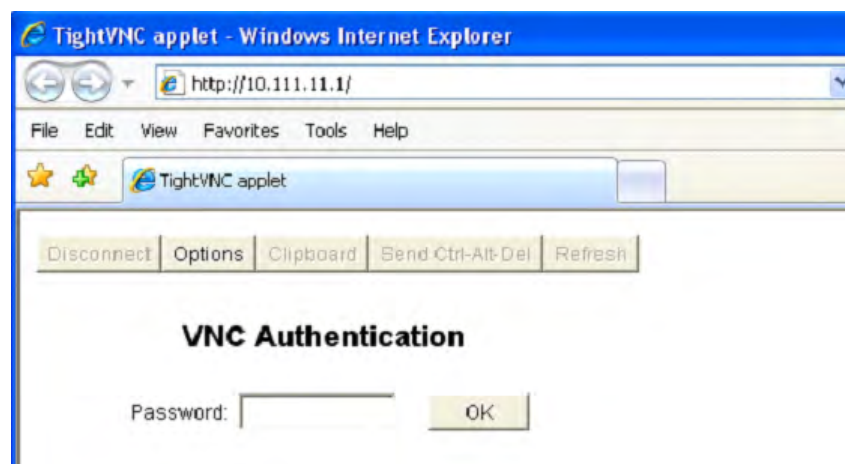 TightVNC applet - Windows Internet Explorer
http://10.111.11.1/
File Edit View Favorites Tools Help
TightVNC applet
Disconnect Options Clipboard Send Ctrl-Alt-Del Refresh
VNC Authentication
Password: OK